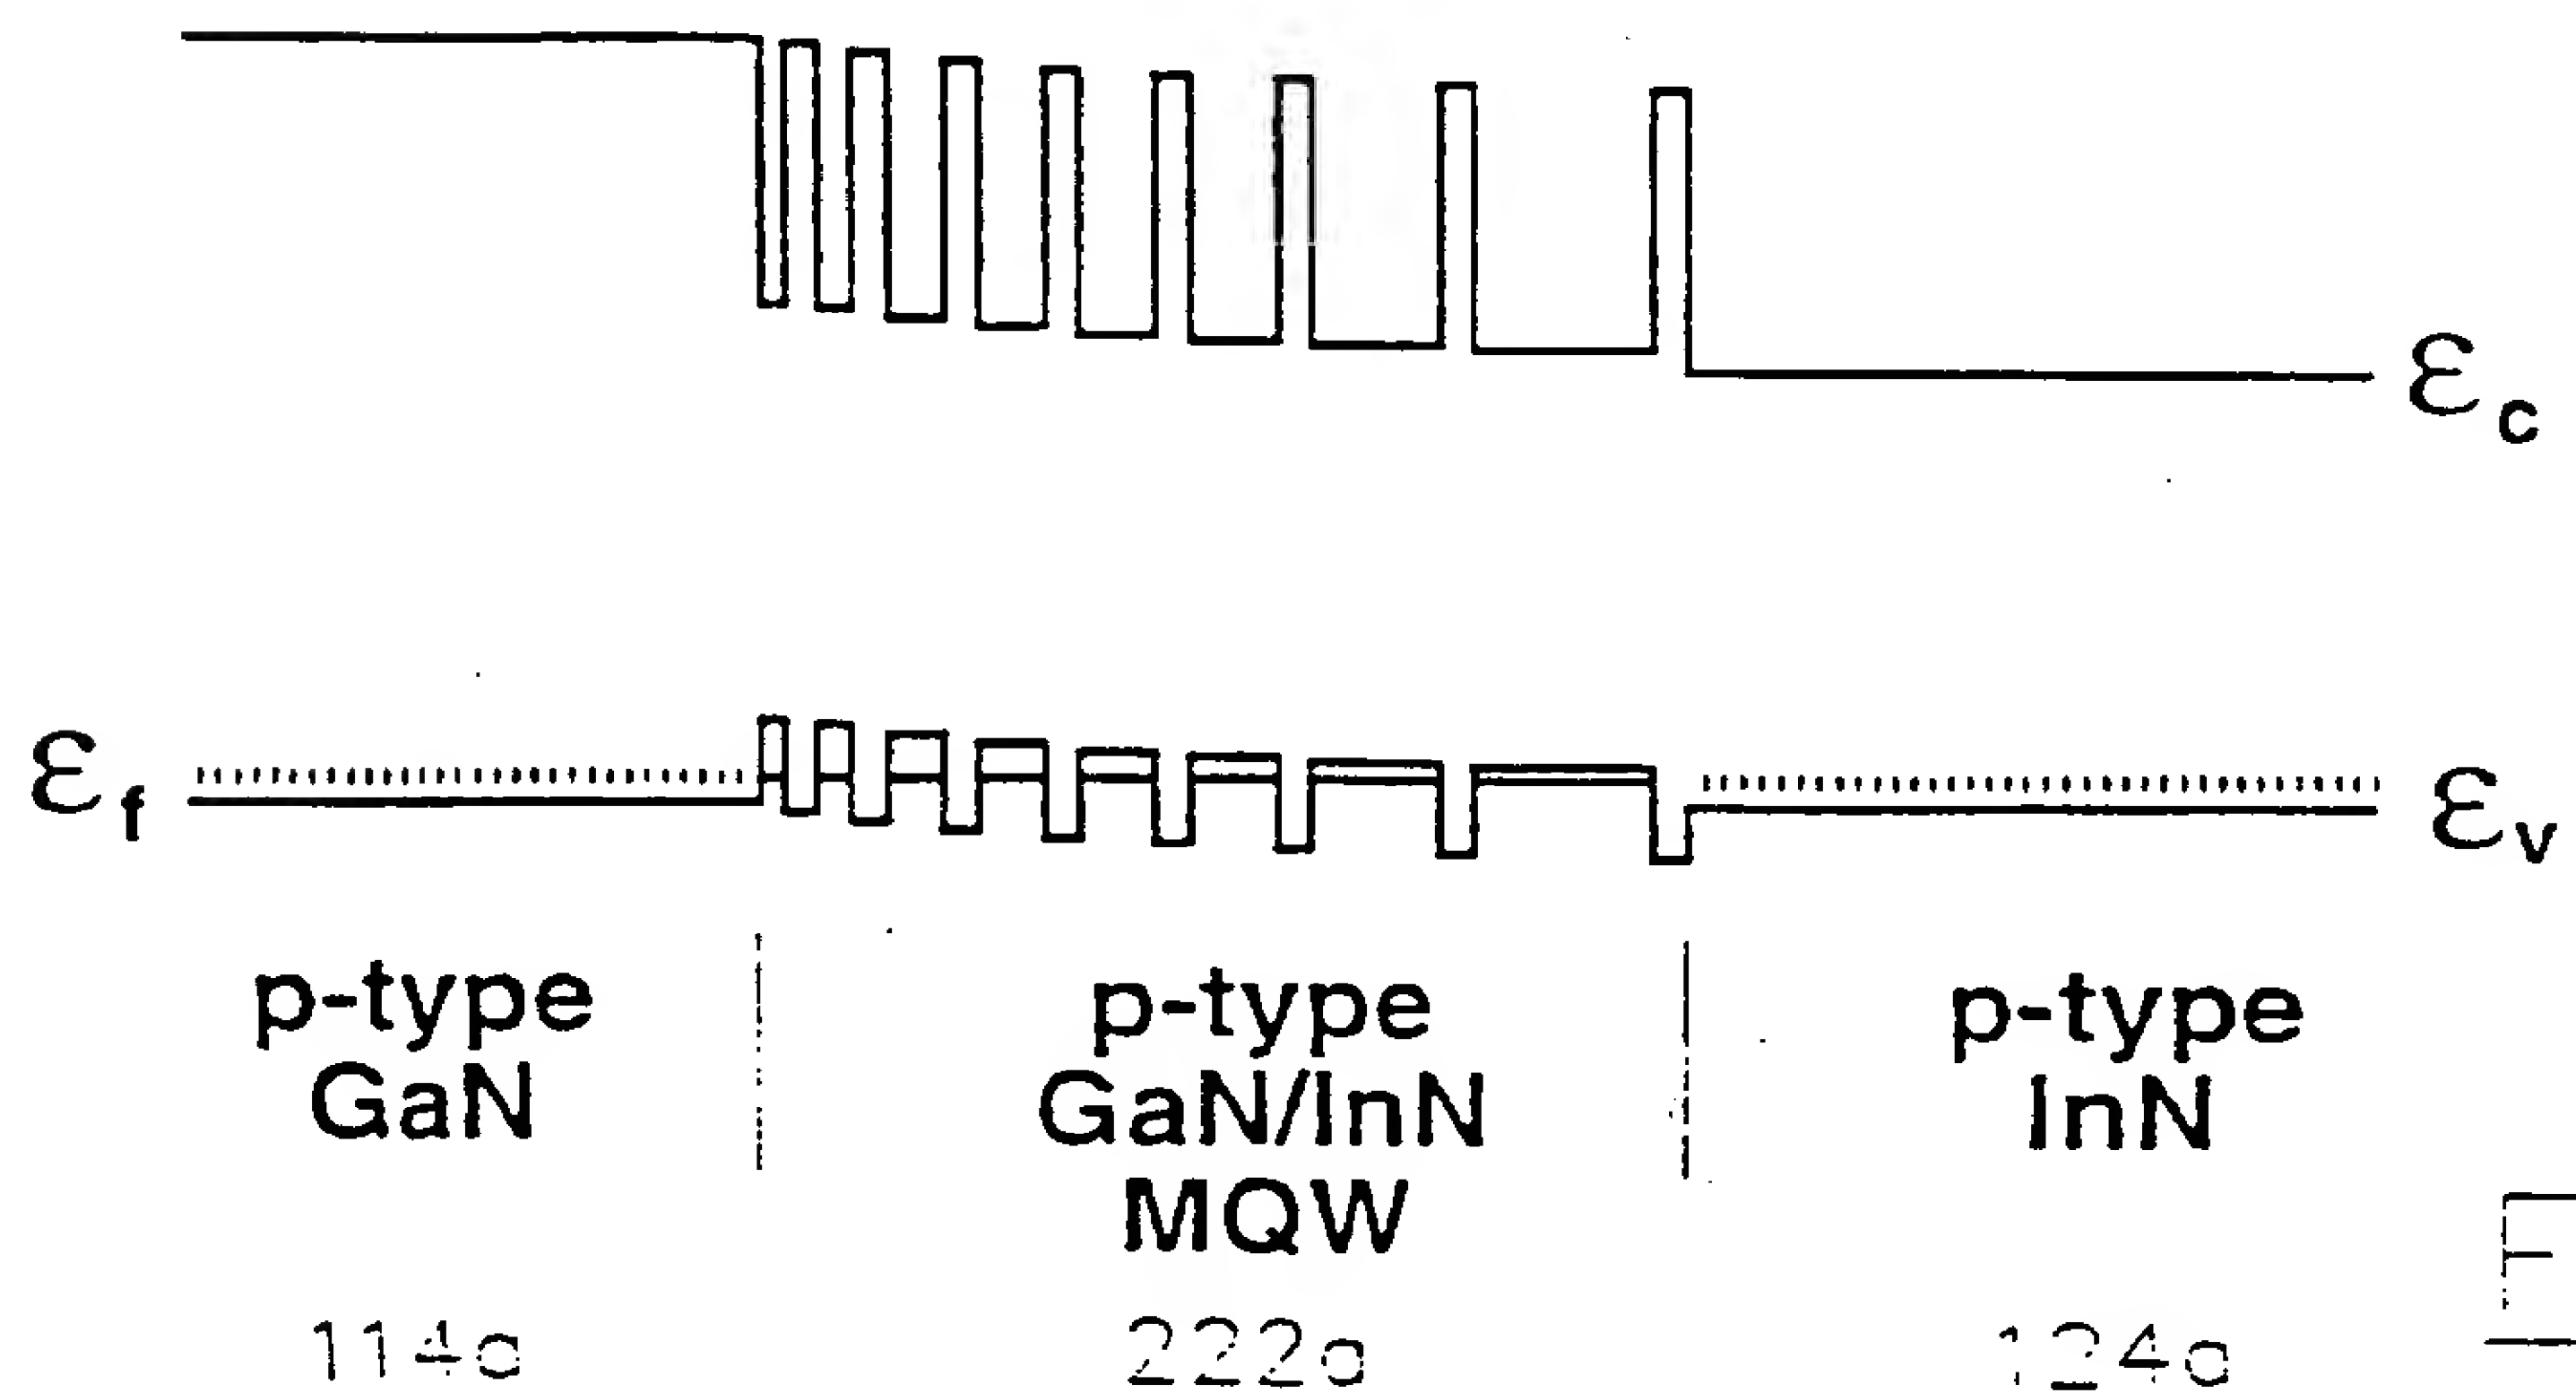 εc
εf
εv
p-type
GaN
p-type
GaN/InN
MQW
p-type
InN
114a
222a
124a